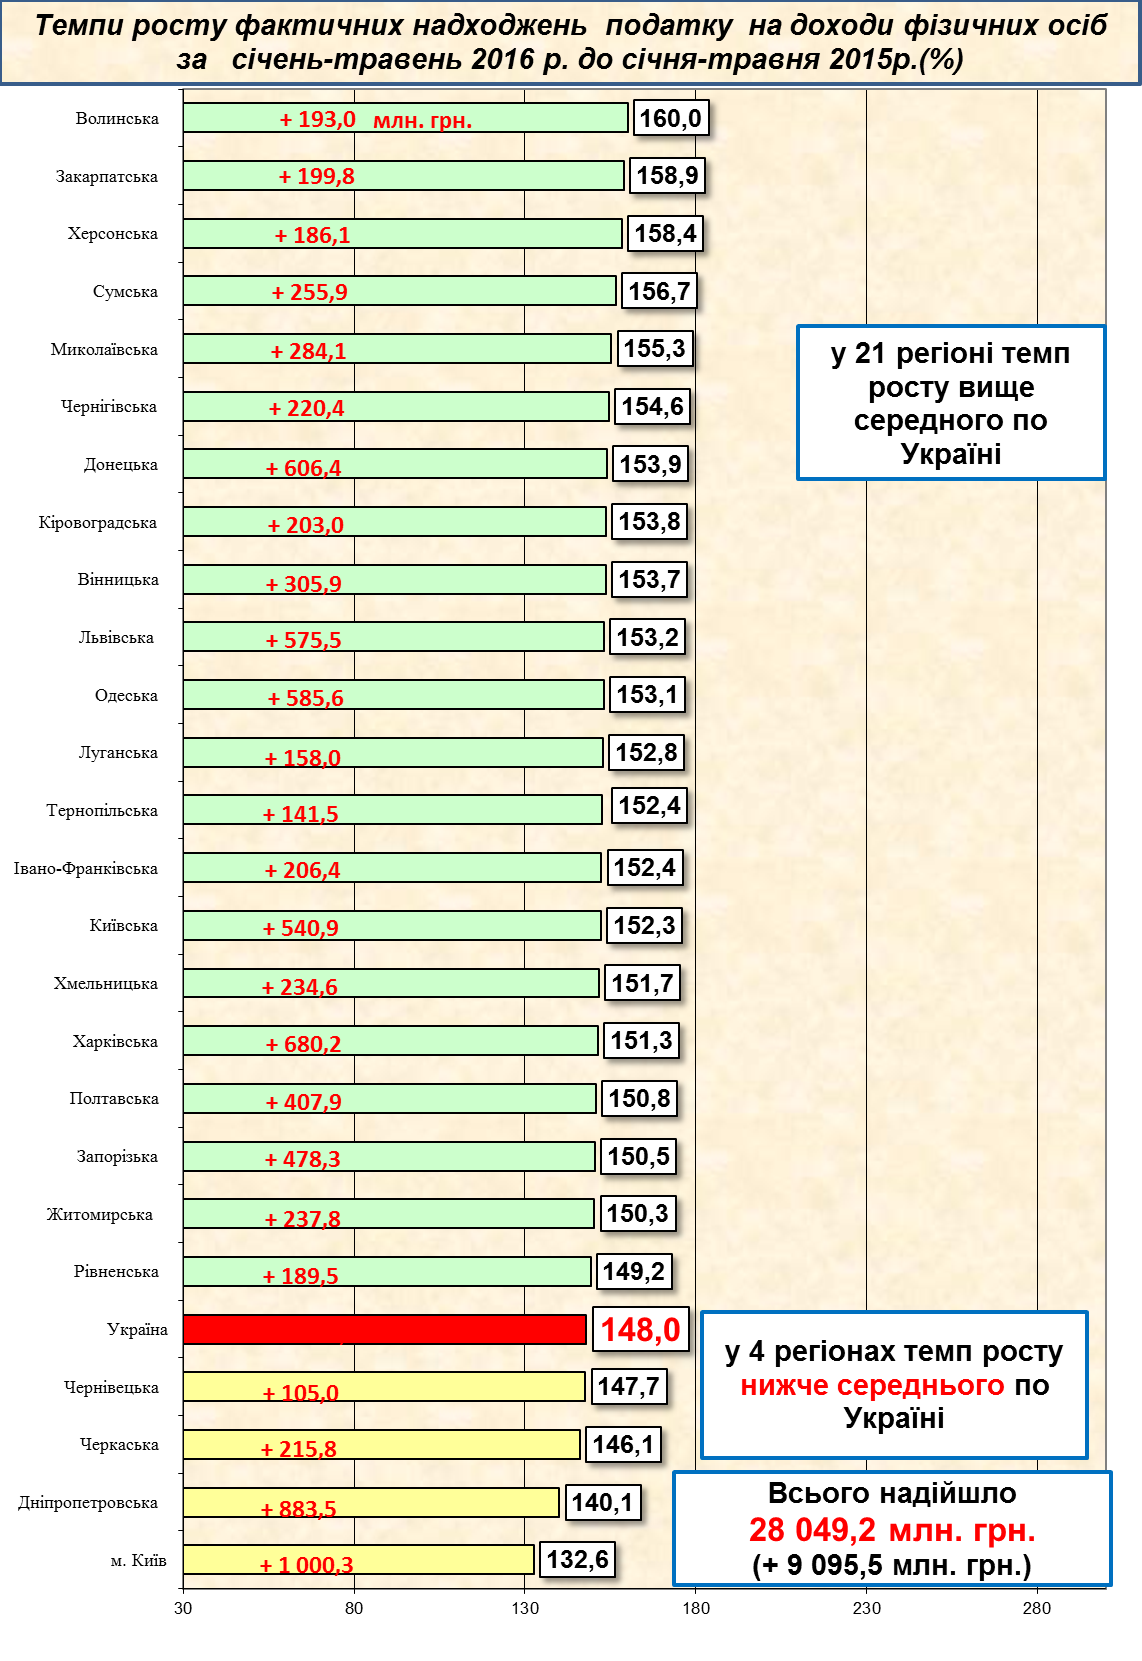 Темпи росту фактичних надходжень податку на доходи фізичних осіб
за січень-травень 2016 р. до січня-травня 2015р.(%)
Волинська + 193,0 млн. грн. 160,0
Закарпатська + 199,8 158,9
Херсонська + 186,1 158,4
Сумська + 255,9 156,7
Миколаївська + 284,1 155,3
Чернігівська + 220,4 154,6
Донецька + 606,4 153,9
Кіровоградська + 203,0 153,8
Вінницька + 305,9 153,7
Львівська + 575,5 153,2
Одеська + 585,6 153,1
Луганська + 158,0 152,8
Тернопільська + 141,5 152,4
Івано-Франківська + 206,4 152,4
Київська + 540,9 152,3
Хмельницька + 234,6 151,7
Харківська + 680,2 151,3
Полтавська + 407,9 150,8
Запорізька + 478,3 150,5
Житомирська + 237,8 150,3
Рівненська + 189,5 149,2
Україна 148,0
Чернівецька + 105,0 147,7
Черкаська + 215,8 146,1
Дніпропетровська + 883,5 140,1
м. Київ + 1 000,3 132,6
30 80 130 180 230 280
у 21 регіоні темп
росту вище
середного по
Україні
у 4 регіонах темп росту
нижче середнього по
Україні
Всього надійшло
28 049,2 млн. грн.
(+ 9 095,5 млн. грн.)